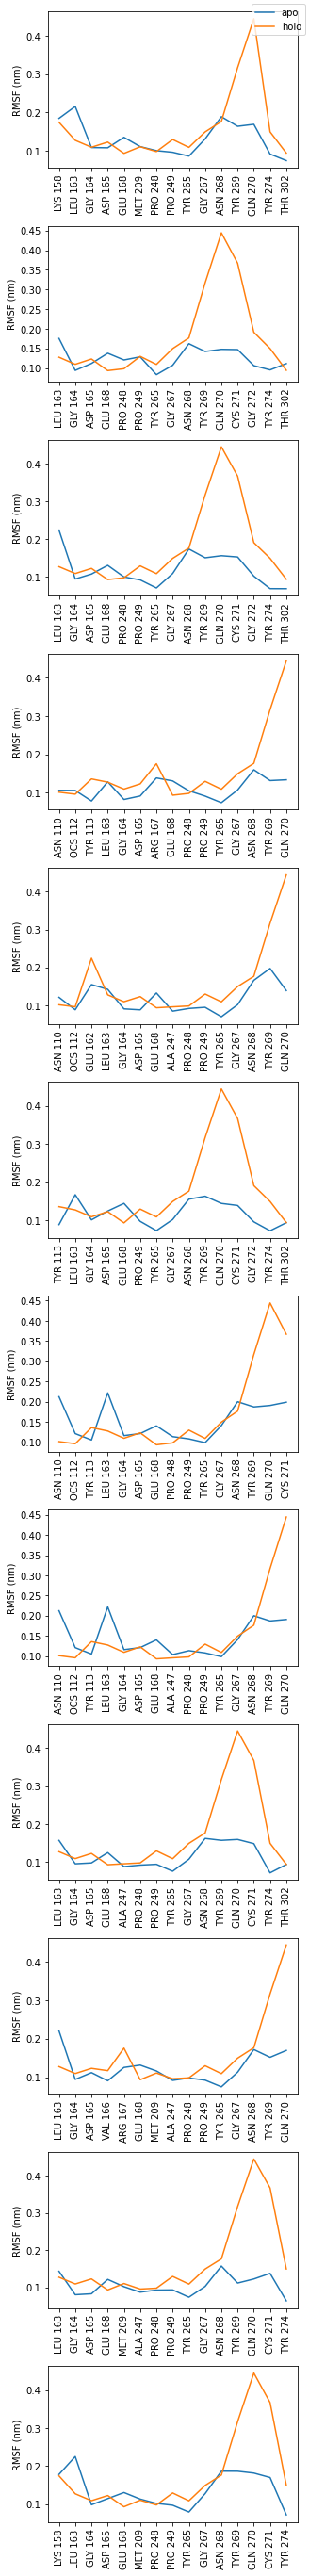 apo
holo
RMSF (nm)
0.4
0.3
0.2
0.1
LYS 158
LEU 163
GLY 164
ASP 165
GLU 168
MET 209
PRO 248
PRO 249
TYR 265
GLY 267
ASN 268
TYR 269
GLN 270
TYR 274
THR 302
RMSF (nm)
0.45
0.40
0.35
0.30
0.25
0.20
0.15
0.10
LEU 163
GLY 164
ASP 165
GLU 168
PRO 248
PRO 249
TYR 265
GLY 267
ASN 268
TYR 269
GLN 270
CYS 271
GLY 272
TYR 274
THR 302
RMSF (nm)
0.4
0.3
0.2
0.1
LEU 163
GLY 164
ASP 165
GLU 168
PRO 248
PRO 249
TYR 265
GLY 267
ASN 268
TYR 269
GLN 270
CYS 271
GLY 272
TYR 274
THR 302
RMSF (nm)
0.4
0.3
0.2
0.1
ASN 110
OCS 112
TYR 113
LEU 163
GLY 164
ASP 165
ARG 167
GLU 168
PRO 248
PRO 249
TYR 265
GLY 267
ASN 268
TYR 269
GLN 270
RMSF (nm)
0.4
0.3
0.2
0.1
ASN 110
OCS 112
GLU 162
LEU 163
GLY 164
ASP 165
GLU 168
ALA 247
PRO 248
PRO 249
TYR 265
GLY 267
ASN 268
TYR 269
GLN 270
RMSF (nm)
0.4
0.3
0.2
0.1
TYR 113
LEU 163
GLY 164
ASP 165
GLU 168
PRO 249
TYR 265
GLY 267
ASN 268
TYR 269
GLN 270
CYS 271
GLY 272
TYR 274
THR 302
RMSF (nm)
0.45
0.40
0.35
0.30
0.25
0.20
0.15
0.10
ASN 110
OCS 112
TYR 113
LEU 163
GLY 164
ASP 165
GLU 168
PRO 248
PRO 249
TYR 265
GLY 267
ASN 268
TYR 269
GLN 270
CYS 271
RMSF (nm)
0.45
0.40
0.35
0.30
0.25
0.20
0.15
0.10
ASN 110
OCS 112
TYR 113
LEU 163
GLY 164
ASP 165
GLU 168
ALA 247
PRO 248
PRO 249
TYR 265
GLY 267
ASN 268
TYR 269
GLN 270
RMSF (nm)
0.4
0.3
0.2
0.1
LEU 163
GLY 164
ASP 165
GLU 168
ALA 247
PRO 248
PRO 249
TYR 265
GLY 267
ASN 268
TYR 269
GLN 270
CYS 271
TYR 274
THR 302
RMSF (nm)
0.4
0.3
0.2
0.1
LEU 163
GLY 164
ASP 165
VAL 166
ARG 167
GLU 168
MET 209
ALA 247
PRO 248
PRO 249
TYR 265
GLY 267
ASN 268
TYR 269
GLN 270
RMSF (nm)
0.4
0.3
0.2
0.1
LEU 163
GLY 164
ASP 165
GLU 168
MET 209
ALA 247
PRO 248
PRO 249
TYR 265
GLY 267
ASN 268
TYR 269
GLN 270
CYS 271
TYR 274
RMSF (nm)
0.4
0.3
0.2
0.1
LYS 158
LEU 163
GLY 164
ASP 165
GLU 168
MET 209
PRO 248
PRO 249
TYR 265
GLY 267
ASN 268
TYR 269
GLN 270
CYS 271
TYR 274